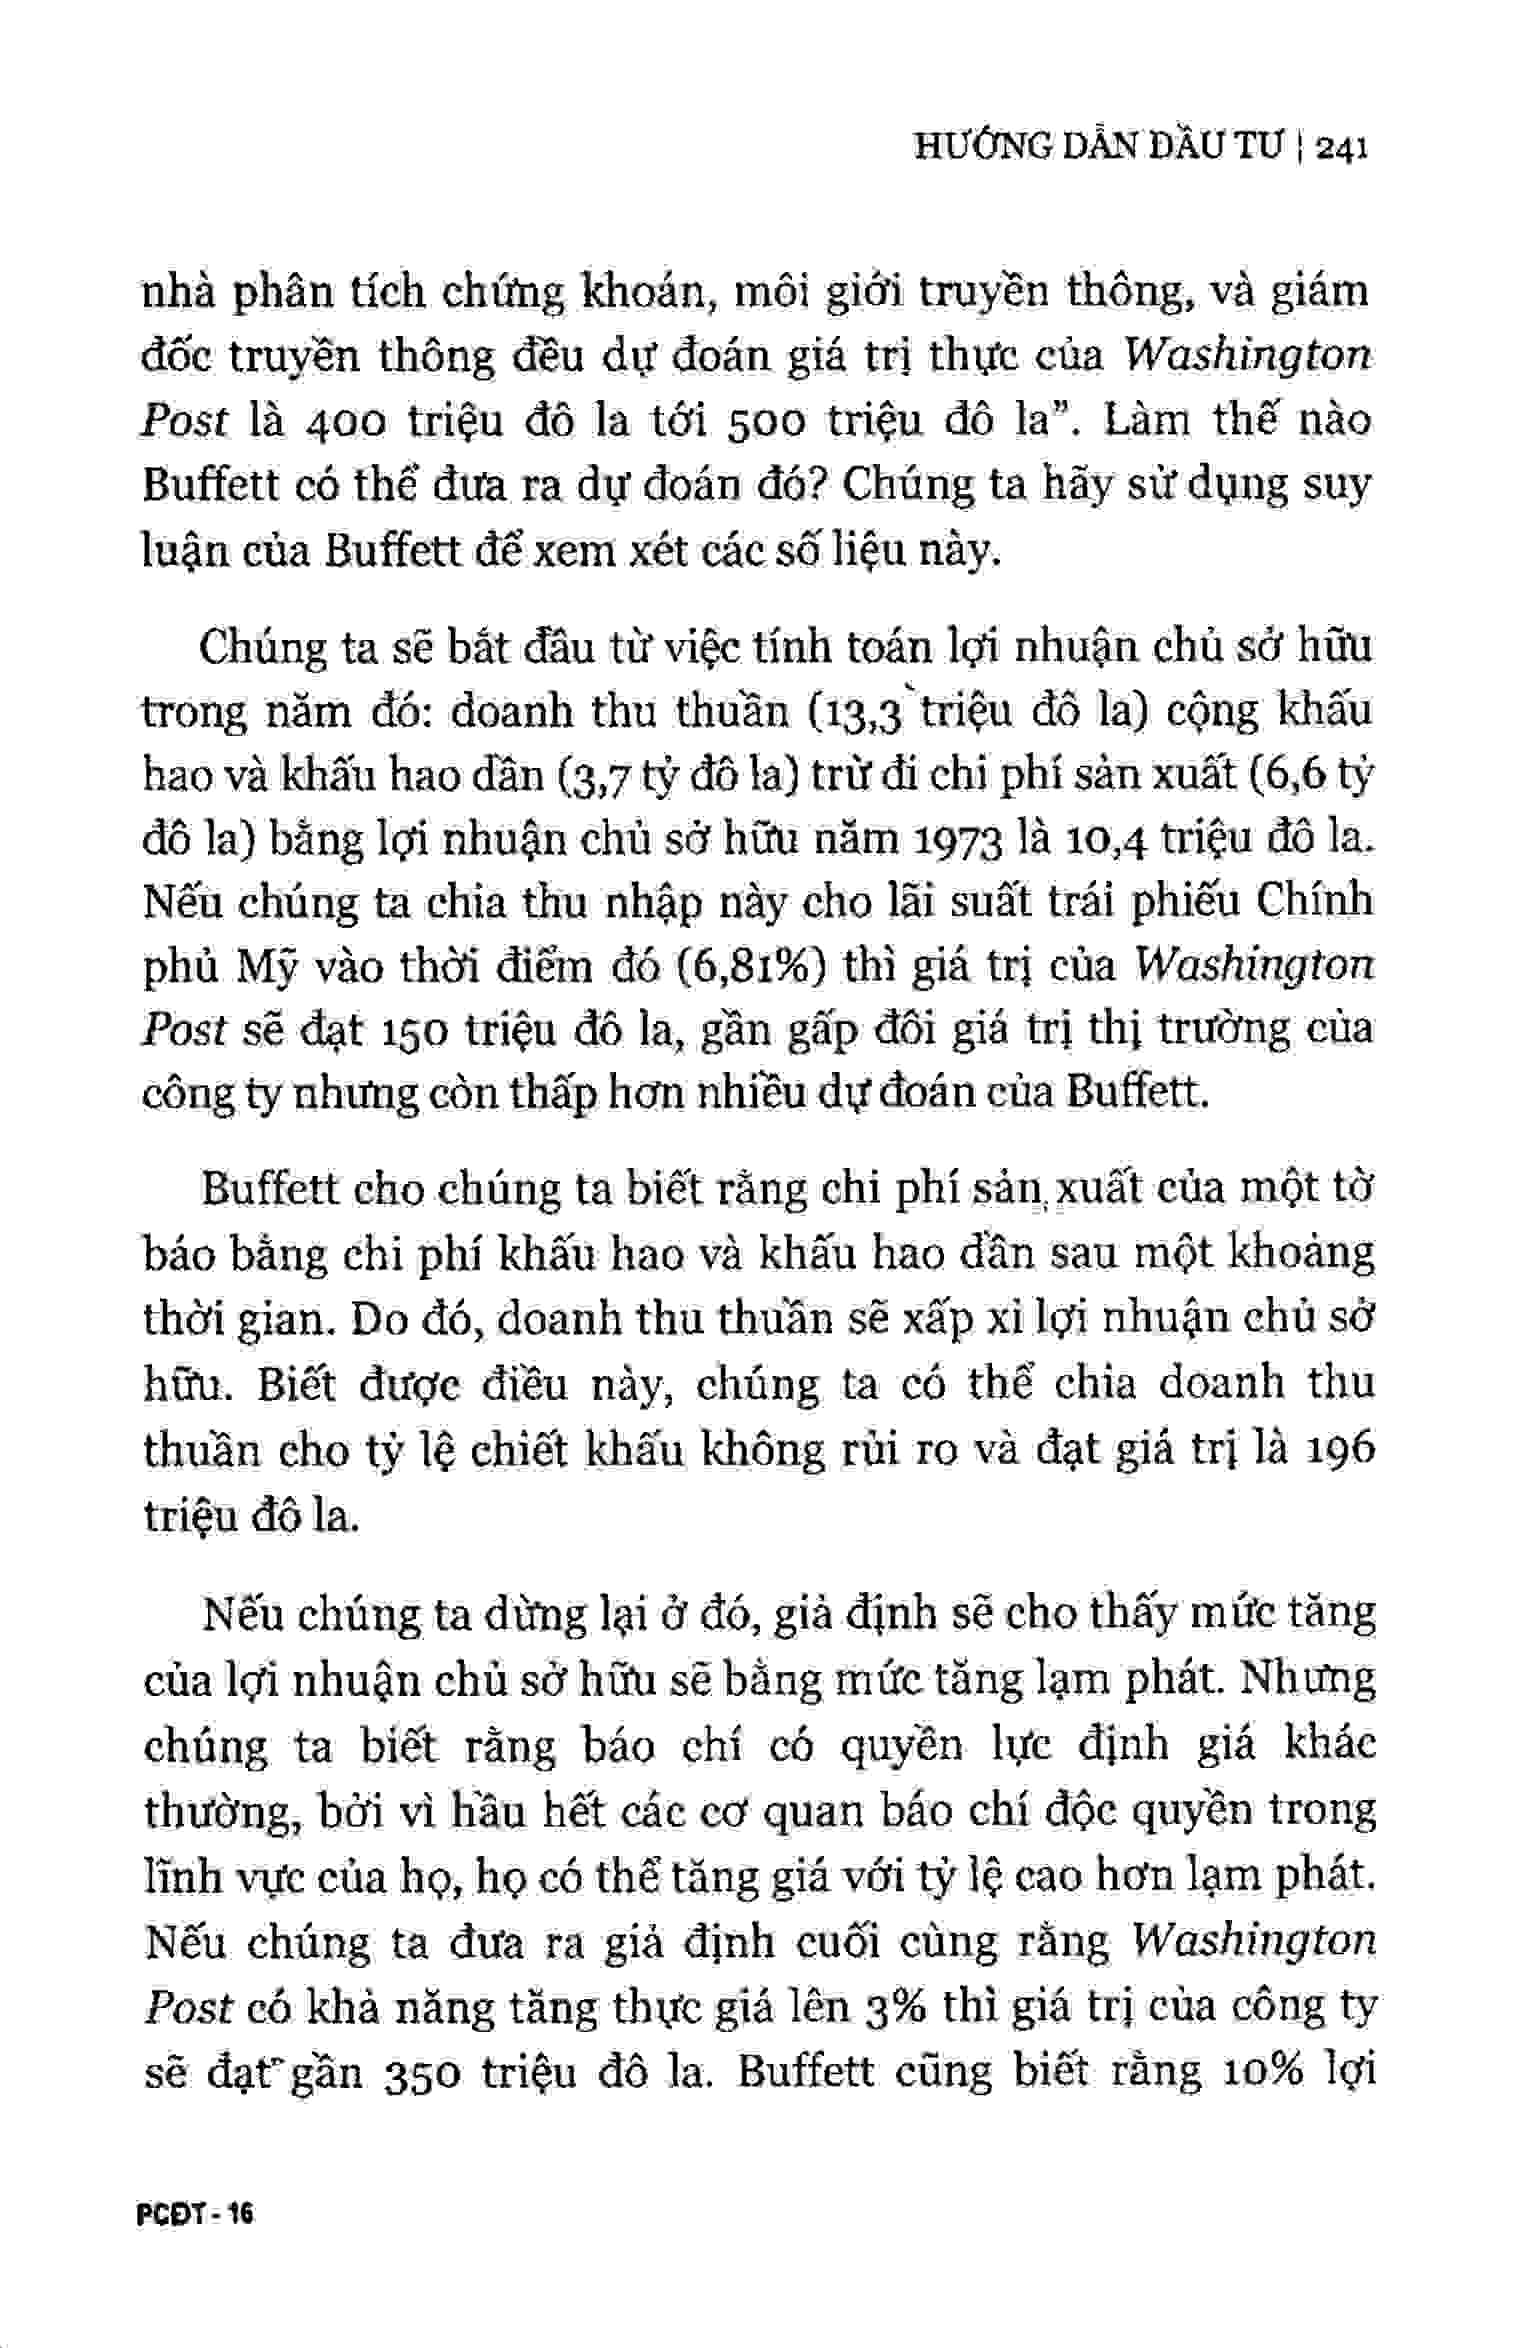 HƯỚNG DẪN ĐẦU TƯ | 241
nhà phân tích chứng khoán, môi giới truyền thông, và giám
đốc truyền thông đều dự đoán giá trị thực của Washington
Post là 400 triệu đô la tới 500 triệu đô la”. Làm thế nào
Buffett có thể đưa ra dự đoán đó? Chúng ta hãy sử dụng suy
luận của Buffett để xem xét các số liệu này.
Chúng ta sẽ bắt đầu từ việc tính toán lợi nhuận chủ sở hữu
trong năm đó: doanh thu thuần (13,3 triệu đô la) cộng khấu
hao và khấu hao dần (3,7 tỷ đô la) trừ đi chi phí sản xuất (6,6 tỷ
đô la) bằng lợi nhuận chủ sở hữu năm 1973 là 10,4 triệu đô la.
Nếu chúng ta chia thu nhập này cho lãi suất trái phiếu Chính
phủ Mỹ vào thời điểm đó (6,81%) thì giá trị của Washington
Post sẽ đạt 150 triệu đô la, gần gấp đôi giá trị thị trường của
công ty nhưng còn thấp hơn nhiều dự đoán của Buffett.
Buffett cho chúng ta biết rằng chi phí sản xuất của một tờ
báo bằng chi phí khấu hao và khấu hao dần sau một khoảng
thời gian. Do đó, doanh thu thuần sẽ xấp xỉ lợi nhuận chủ sở
hữu. Biết được điều này, chúng ta có thể chia doanh thu
thuần cho tỷ lệ chiết khấu không rủi ro và đạt giá trị là 196
triệu đô la.
Nếu chúng ta dừng lại ở đó, giả định sẽ cho thấy mức tăng
của lợi nhuận chủ sở hữu sẽ bằng mức tăng lạm phát. Nhưng
chúng ta biết rằng báo chí có quyền lực định giá khác
thường, bởi vì hầu hết các cơ quan báo chí độc quyền trong
lĩnh vực của họ, họ có thể tăng giá với tỷ lệ cao hơn lạm phát.
Nếu chúng ta đưa ra giả định cuối cùng rằng Washington
Post có khả năng tăng thực giá lên 3% thì giá trị của công ty
sẽ đạt gần 350 triệu đô la. Buffett cũng biết rằng 10% lợi
PCĐT - 16